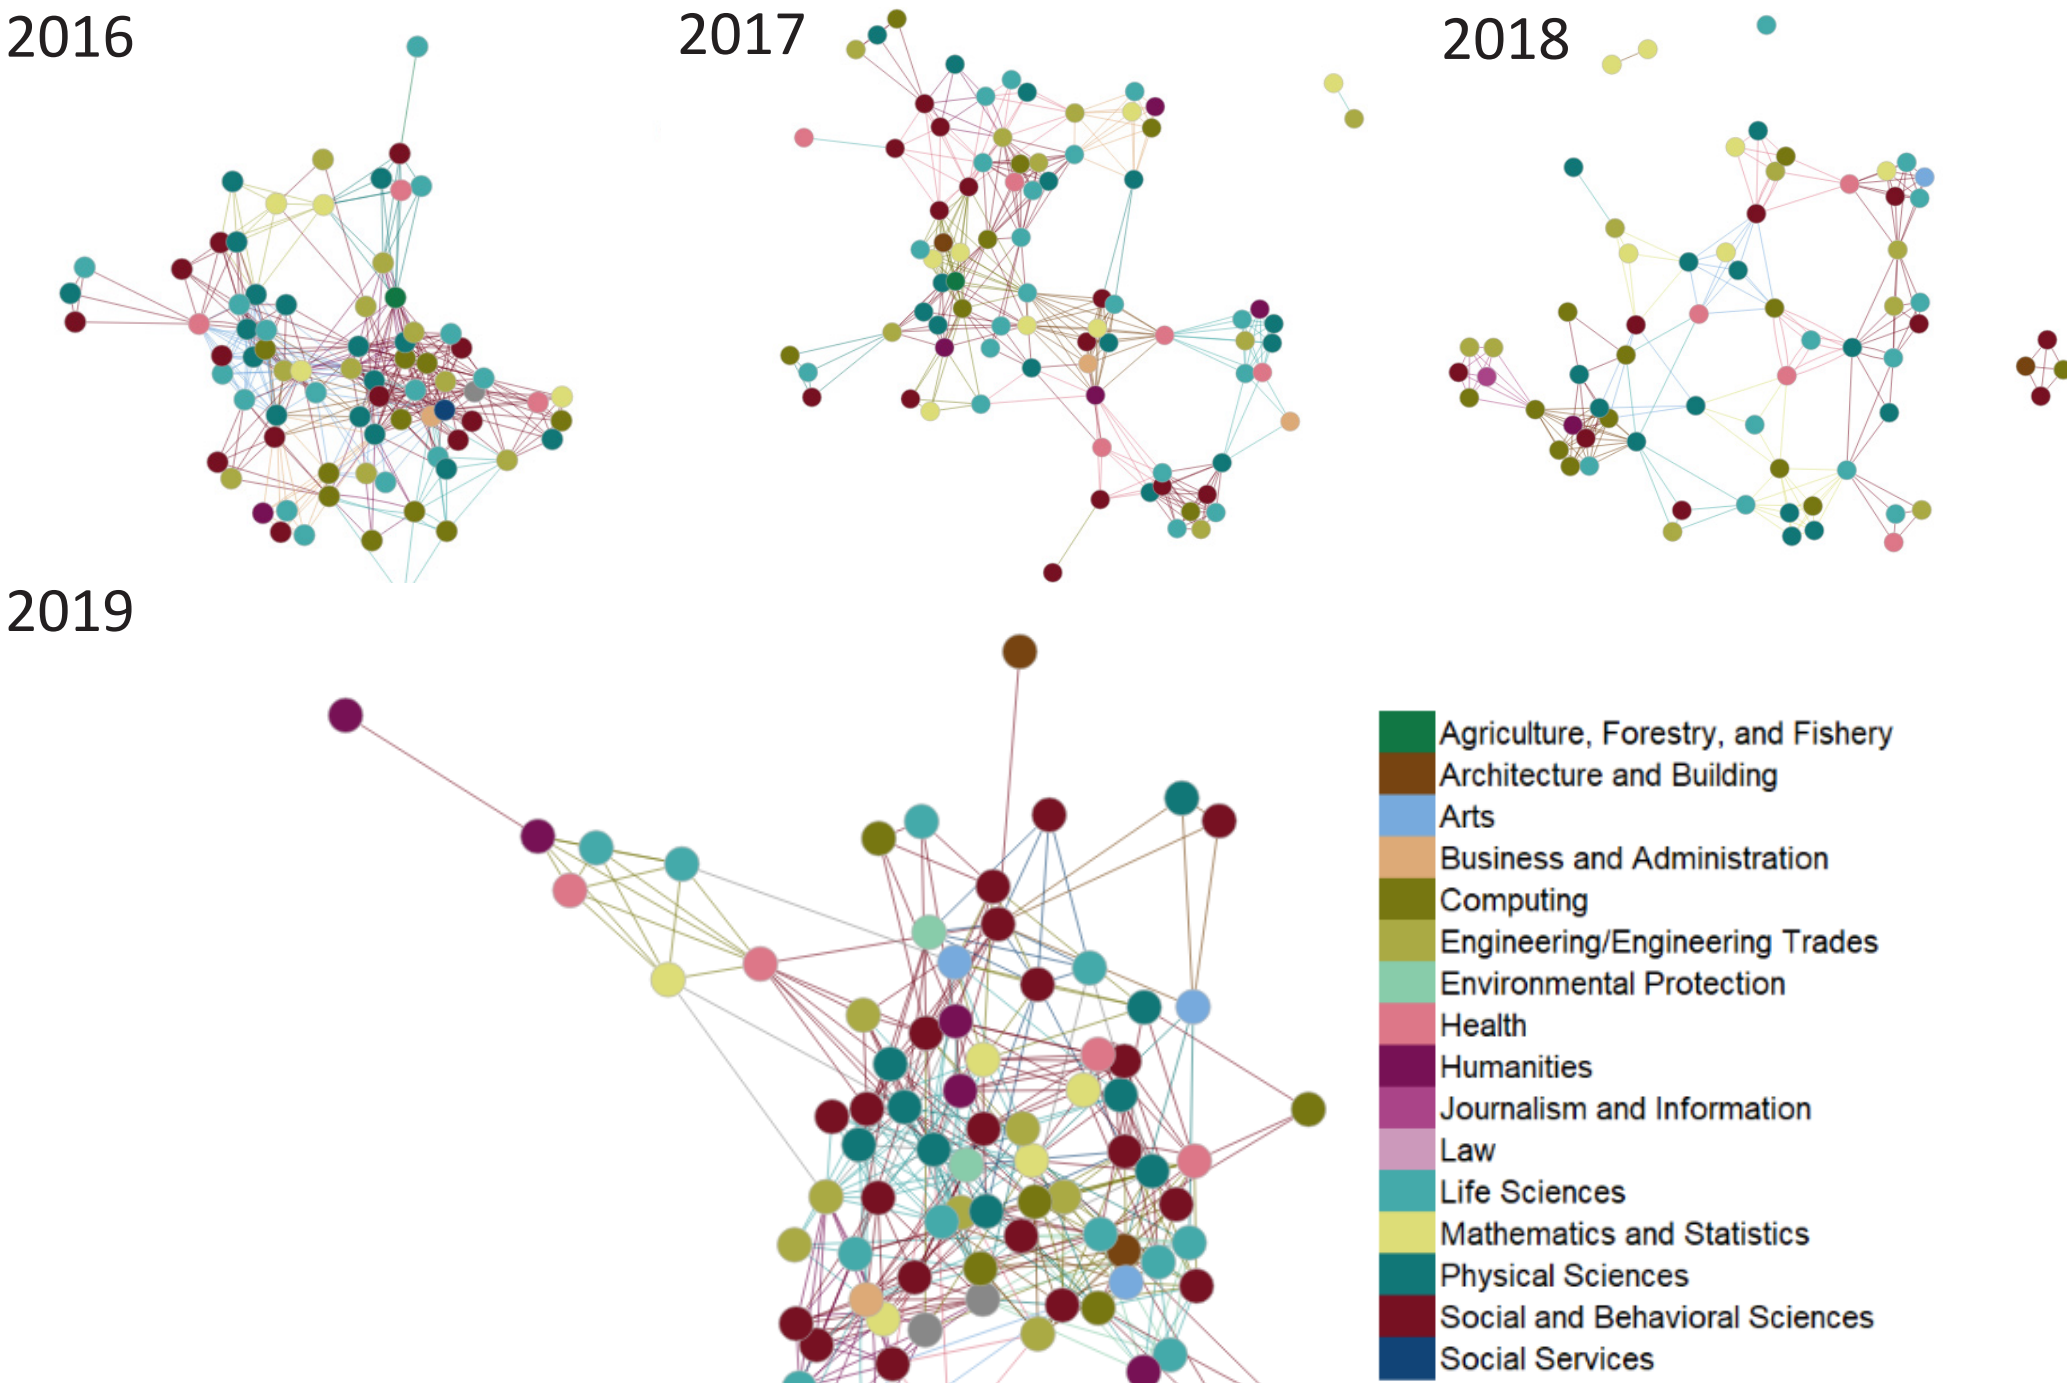 2016
2017
2018
2019
Agriculture, Forestry, and Fishery
Architecture and Building
Arts
Business and Administration
Computing
Engineering/Engineering Trades
Environmental Protection
Health
Humanities
Journalism and Information
Law
Life Sciences
Mathematics and Statistics
Physical Sciences
Social and Behavioral Sciences
Social Services